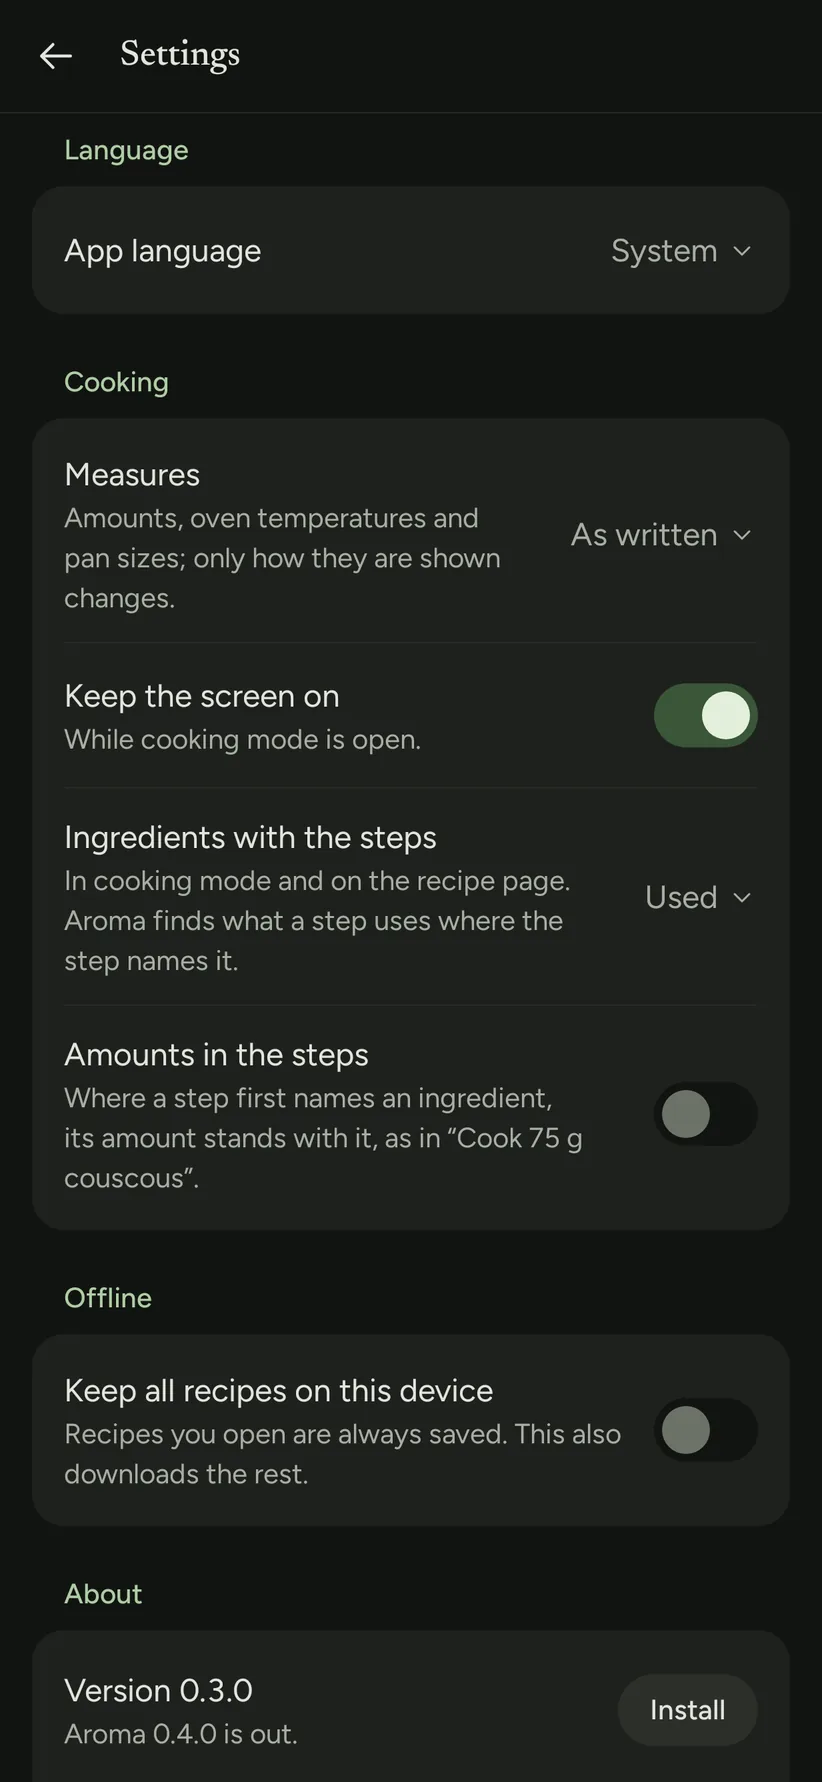 Settings
Language
App language
System
Cooking
Measures
Amounts, oven temperatures and
pan sizes; only how they are shown
changes.
As written
Keep the screen on
While cooking mode is open.
Ingredients with the steps
In cooking mode and on the recipe page.
Aroma finds what a step uses where the
step names it.
Used
Amounts in the steps
Where a step first names an ingredient,
its amount stands with it, as in “Cook 75 g
couscous”.
Offline
Keep all recipes on this device
Recipes you open are always saved. This also
downloads the rest.
About
Version 0.3.0
Aroma 0.4.0 is out.
Install